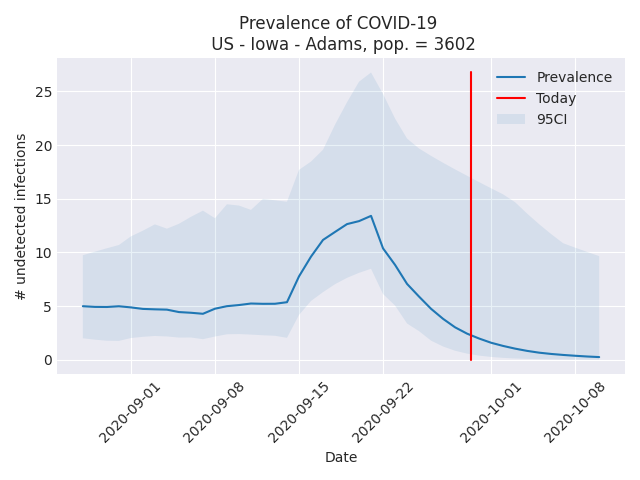 Prevalence of COVID-19
US - Iowa - Adams, pop. = 3602
Prevalence
Today
95CI
# undetected infections
25
20
15
10
5
0
2020-09-01
2020-09-08
2020-09-15
2020-09-22
2020-10-01
2020-10-08
Date